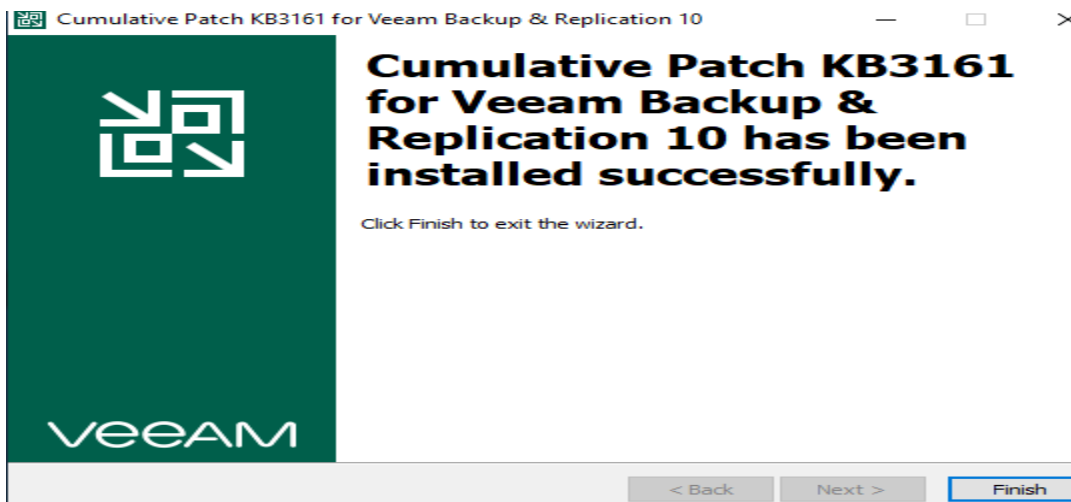 Cumulative Patch KB3161 for Veeam Backup & Replication 10
Cumulative Patch KB3161
for Veeam Backup &
Replication 10 has been
installed successfully.
Click Finish to exit the wizard.
veeAM
< Back
Next >
Finish